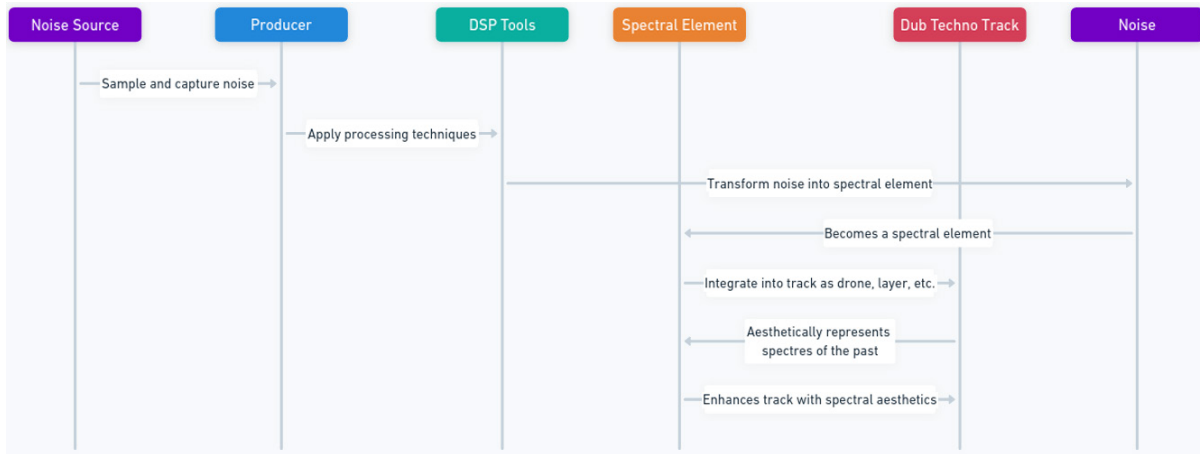 Noise Source
Producer
DSP Tools
Spectral Element
Dub Techno Track
Noise
Sample and capture noise
Apply processing techniques
Transform noise into spectral element
Becomes a spectral element
Integrate into track as drone, layer, etc.
Aesthetically represents
spectres of the past
Enhances track with spectral aesthetics